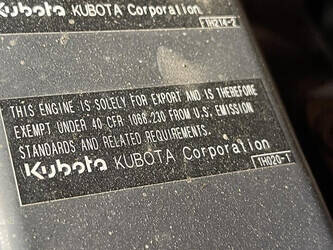 Kubota KUBOTA Corporation
1H214-2
THIS ENGINE IS SOLELY FOR EXPORT AND IS THEREFORE
EXEMPT UNDER 40 CFR 1068.230 FROM U.S. EMISSION
STANDARDS AND RELATED REQUIREMENTS.
Kubota KUBOTA Corporation
1H020-1